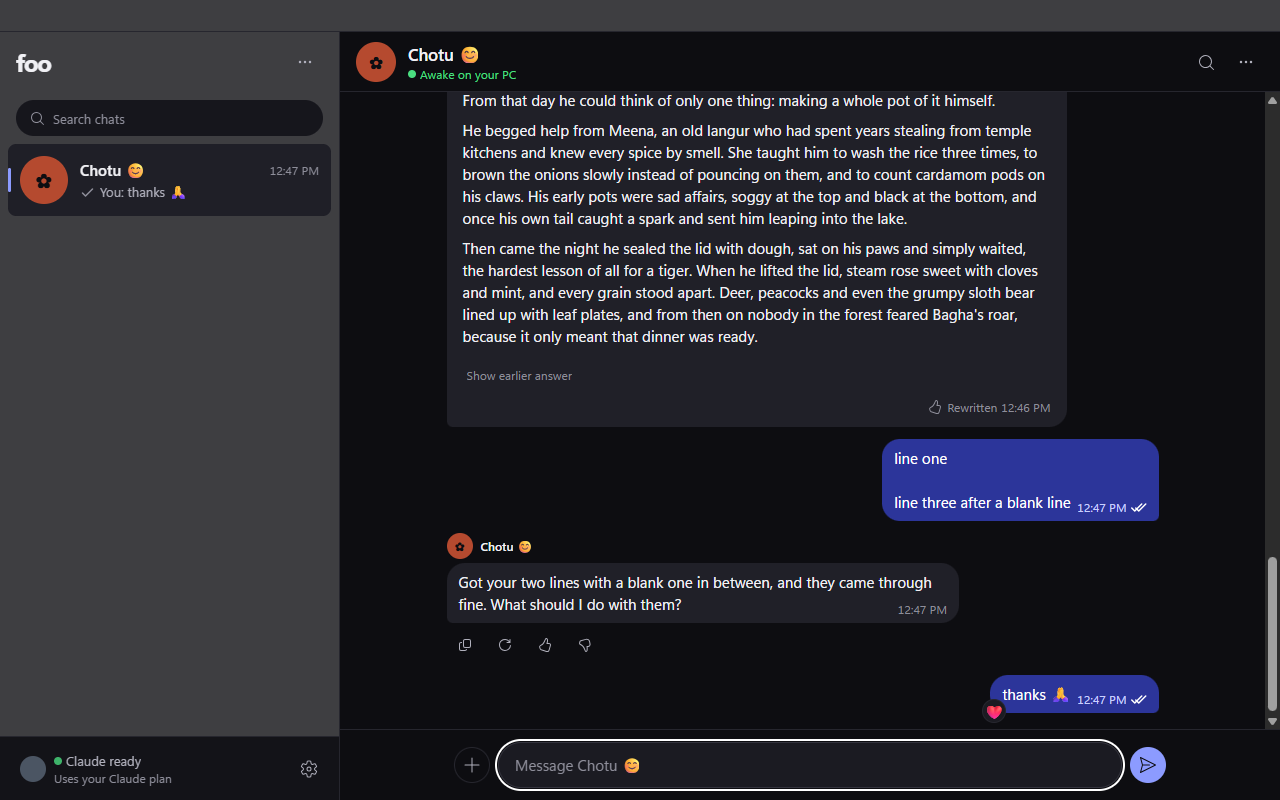 foo
Search chats
Chotu 😊
12:47 PM
You: thanks 🙏
Claude ready
Uses your Claude plan
Chotu 😊
Awake on your PC
From that day he could think of only one thing: making a whole pot of it himself.
He begged help from Meena, an old langur who had spent years stealing from temple
kitchens and knew every spice by smell. She taught him to wash the rice three times, to
brown the onions slowly instead of pouncing on them, and to count cardamom pods on
his claws. His early pots were sad affairs, soggy at the top and black at the bottom, and
once his own tail caught a spark and sent him leaping into the lake.
Then came the night he sealed the lid with dough, sat on his paws and simply waited,
the hardest lesson of all for a tiger. When he lifted the lid, steam rose sweet with cloves
and mint, and every grain stood apart. Deer, peacocks and even the grumpy sloth bear
lined up with leaf plates, and from then on nobody in the forest feared Bagha's roar,
because it only meant that dinner was ready.
Show earlier answer
Rewritten 12:46 PM
line one
line three after a blank line 12:47 PM
Chotu 😊
Got your two lines with a blank one in between, and they came through
fine. What should I do with them?
12:47 PM
thanks 🙏 12:47 PM
Message Chotu 😊